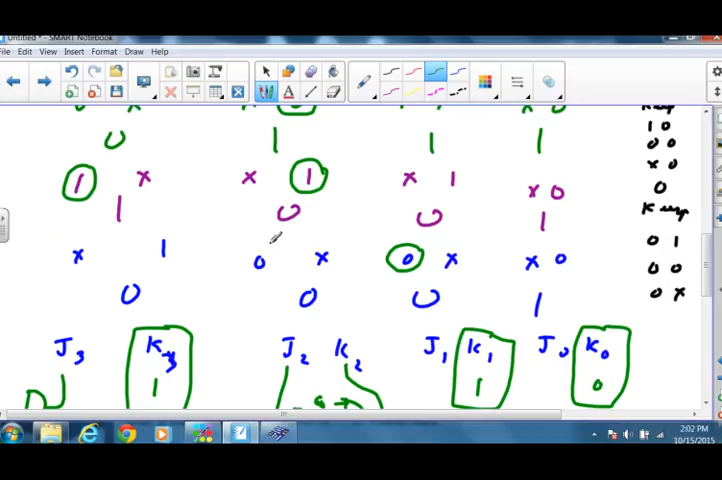 Untitled * - SMART Notebook
File Edit View Insert Format Draw Help
0 1 1 1
1 0
0 0
x 0
0
1 x x 1 x 1 x 0
1 0 0 1
K map
0 1
0 0
0 x
x 1 0 x 0 x x 0
0 0 0 1
J3 K3 J2 K2 J1 K1 J0 K0
1 1 0
2:02 PM
10/15/2015